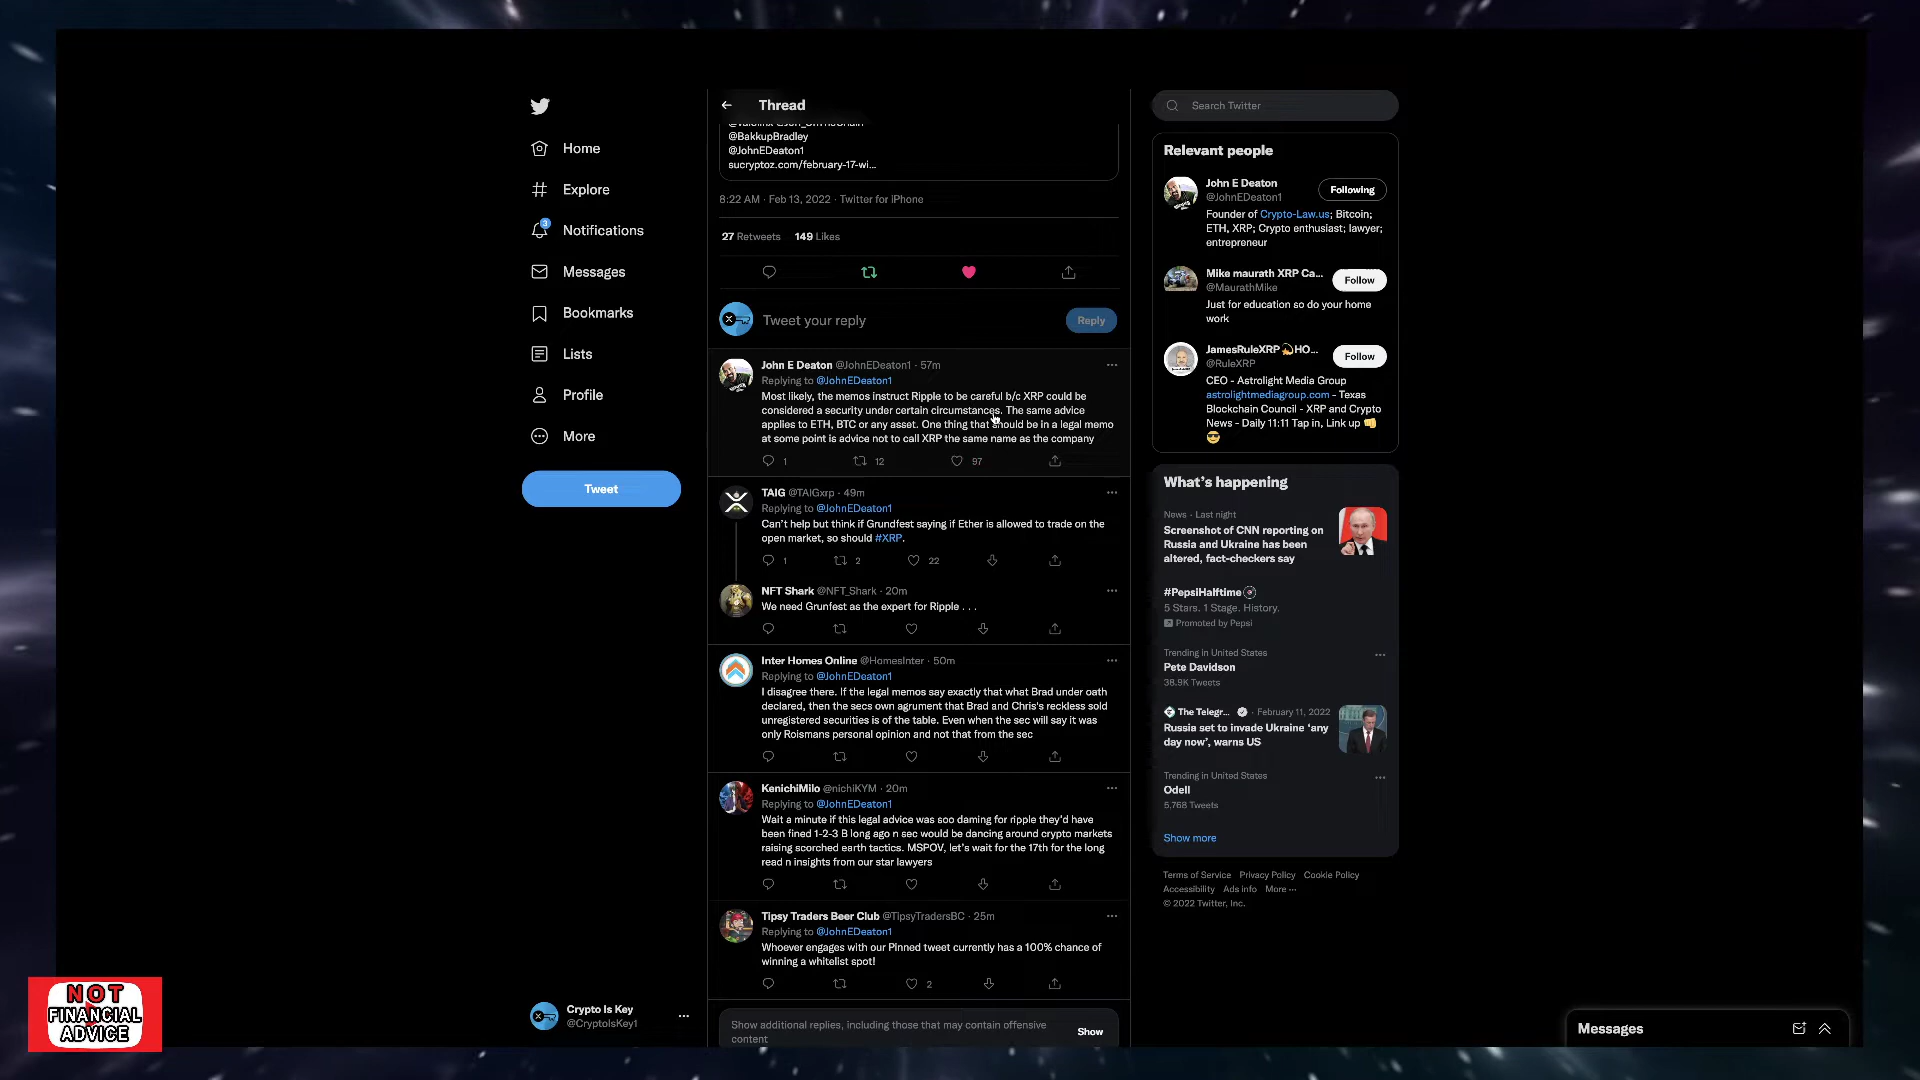 Home
Explore
3
Notifications
Messages
Bookmarks
Lists
Profile
More
Tweet
Crypto Is Key
@CryptoIsKey1
NOT
FINANCIAL
ADVICE
Thread
@BakkupBradley
@JohnEDeaton1
sucryptoz.com/february-17-wi...
8:22 AM · Feb 13, 2022 · Twitter for iPhone
27 Retweets 149 Likes
Tweet your reply
Reply
John E Deaton @JohnEDeaton1 · 57m
Replying to @JohnEDeaton1
Most likely, the memos instruct Ripple to be careful b/c XRP could be
considered a security under certain circumstances. The same advice
applies to ETH, BTC or any asset. One thing that should be in a legal memo
at some point is advice not to call XRP the same name as the company
1 12 97
TAIG @TAIGxrp · 49m
Replying to @JohnEDeaton1
Can't help but think if Grundfest saying if Ether is allowed to trade on the
open market, so should #XRP.
1 2 22
NFT Shark @NFT_Shark · 20m
We need Grunfest as the expert for Ripple . . .
Inter Homes Online @HomesInter · 50m
Replying to @JohnEDeaton1
I disagree there. If the legal memos say exactly that what Brad under oath
declared, then the secs own agrument that Brad and Chris's reckless sold
unregistered securities is of the table. Even when the sec will say it was
only Roismans personal opinion and not that from the sec
KenichiMilo @nichiKYM · 20m
Replying to @JohnEDeaton1
Wait a minute if this legal advice was soo daming for ripple they'd have
been fined 1-2-3 B long ago n sec would be dancing around crypto markets
raising scorched earth tactics. MSPOV, let's wait for the 17th for the long
read n insights from our star lawyers
Tipsy Traders Beer Club @TipsyTradersBC · 25m
Replying to @JohnEDeaton1
Whoever engages with our Pinned tweet currently has a 100% chance of
winning a whitelist spot!
2
Show additional replies, including those that may contain offensive
content
Show
Search Twitter
Relevant people
John E Deaton
@JohnEDeaton1
Following
Founder of Crypto-Law.us; Bitcoin;
ETH, XRP; Crypto enthusiast; lawyer;
entrepreneur
Mike maurath XRP Ca...
@MaurathMike
Follow
Just for education so do your home
work
JamesRuleXRP💫HO...
@RuleXRP
Follow
CEO - Astrolight Media Group
astrolightmediagroup.com - Texas
Blockchain Council - XRP and Crypto
News - Daily 11:11 Tap in, Link up 👊
😎
What's happening
News · Last night
Screenshot of CNN reporting on
Russia and Ukraine has been
altered, fact-checkers say
#PepsiHalftime
5 Stars. 1 Stage. History.
Promoted by Pepsi
Trending in United States
Pete Davidson
38.9K Tweets
The Telegr... · February 11, 2022
Russia set to invade Ukraine 'any
day now', warns US
Trending in United States
Odell
5,768 Tweets
Show more
Terms of Service Privacy Policy Cookie Policy
Accessibility Ads info More ···
© 2022 Twitter, Inc.
Messages